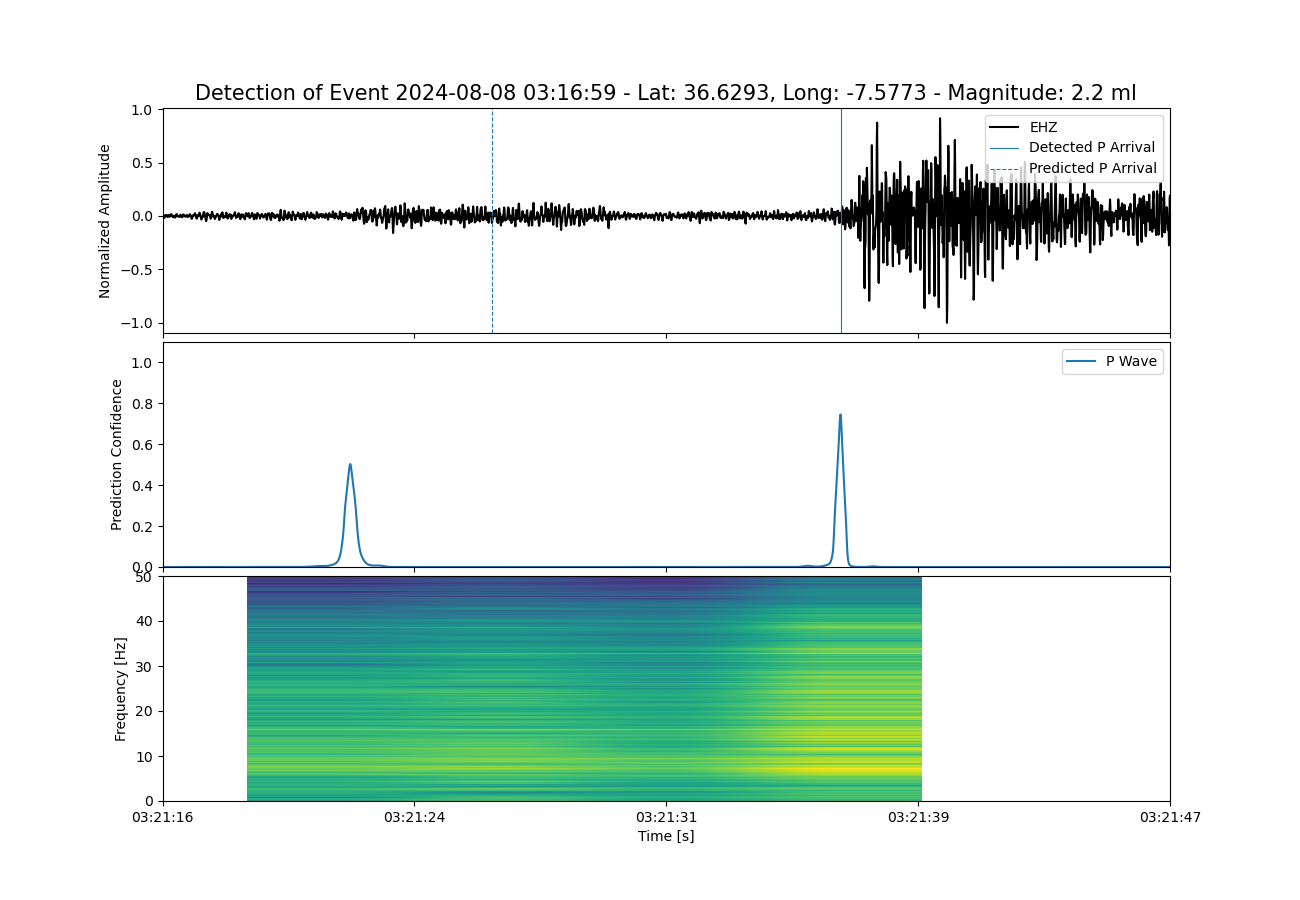 Detection of Event 2024-08-08 03:16:59 - Lat: 36.6293, Long: -7.5773 - Magnitude: 2.2 ml
1.0
0.5
0.0
−0.5
−1.0
Normalized Amplitude
EHZ
Detected P Arrival
Predicted P Arrival
1.0
0.8
0.6
0.4
0.2
0.0
Prediction Confidence
P Wave
50
40
30
20
10
0
Frequency [Hz]
03:21:16 03:21:24 03:21:31 03:21:39 03:21:47
Time [s]